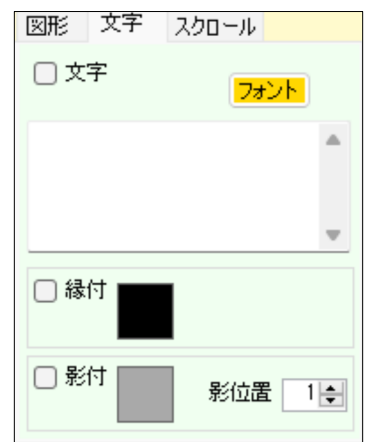 図形 文字 スクロール
文字
フォント
縁付
影付 影位置 1